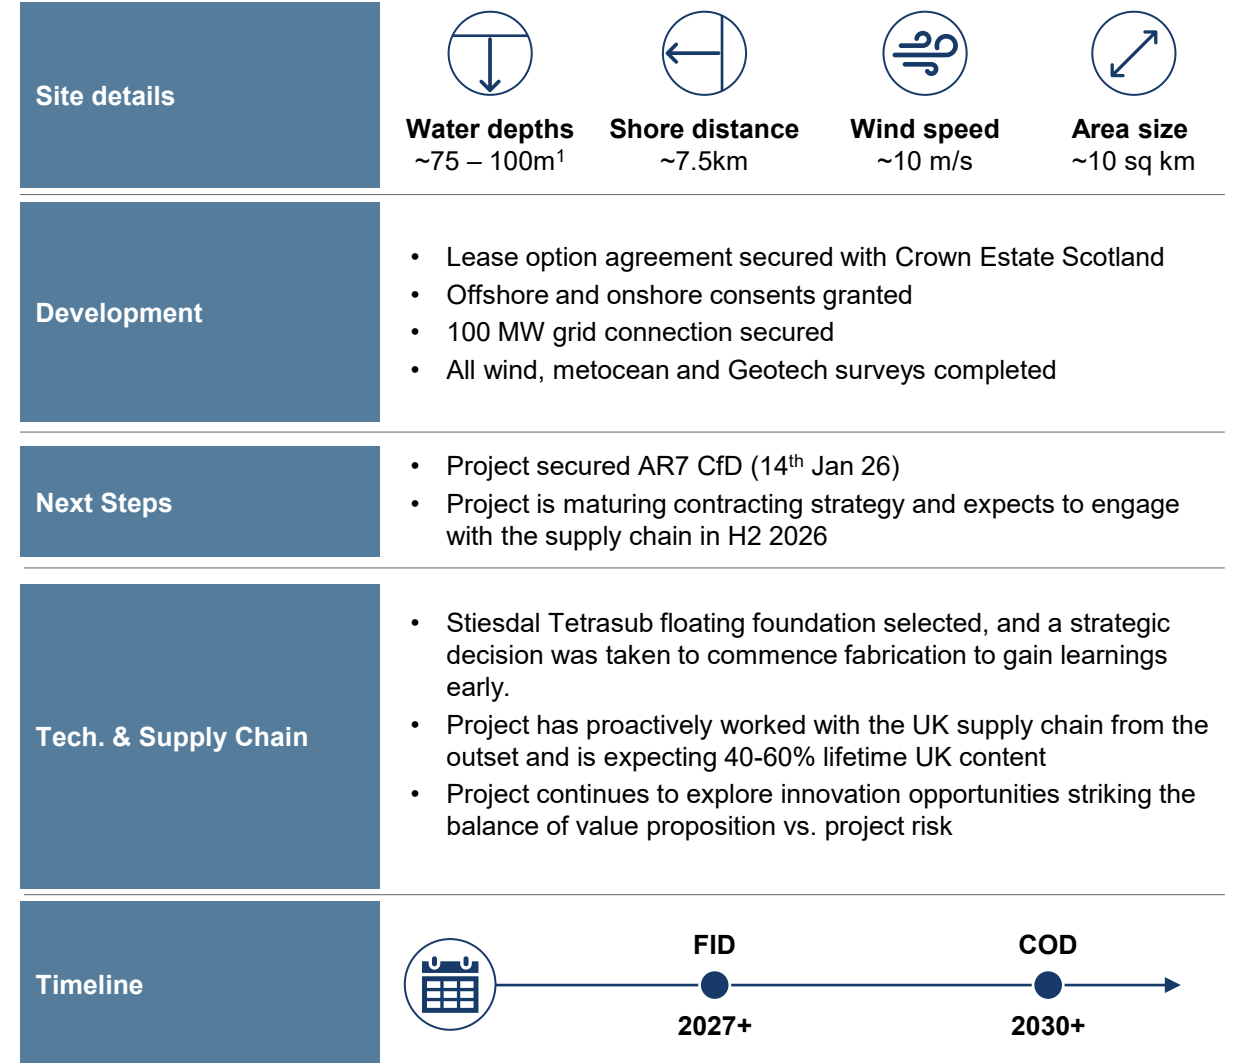 Site details
Water depths
~75 – 100m¹
Shore distance
~7.5km
Wind speed
~10 m/s
Area size
~10 sq km
Development
• Lease option agreement secured with Crown Estate Scotland
• Offshore and onshore consents granted
• 100 MW grid connection secured
• All wind, metocean and Geotech surveys completed
Next Steps
• Project secured AR7 CfD (14th Jan 26)
• Project is maturing contracting strategy and expects to engage
with the supply chain in H2 2026
Tech. & Supply Chain
• Stiesdal Tetrasub floating foundation selected, and a strategic
decision was taken to commence fabrication to gain learnings
early.
• Project has proactively worked with the UK supply chain from the
outset and is expecting 40-60% lifetime UK content
• Project continues to explore innovation opportunities striking the
balance of value proposition vs. project risk
Timeline
FID
2027+
COD
2030+